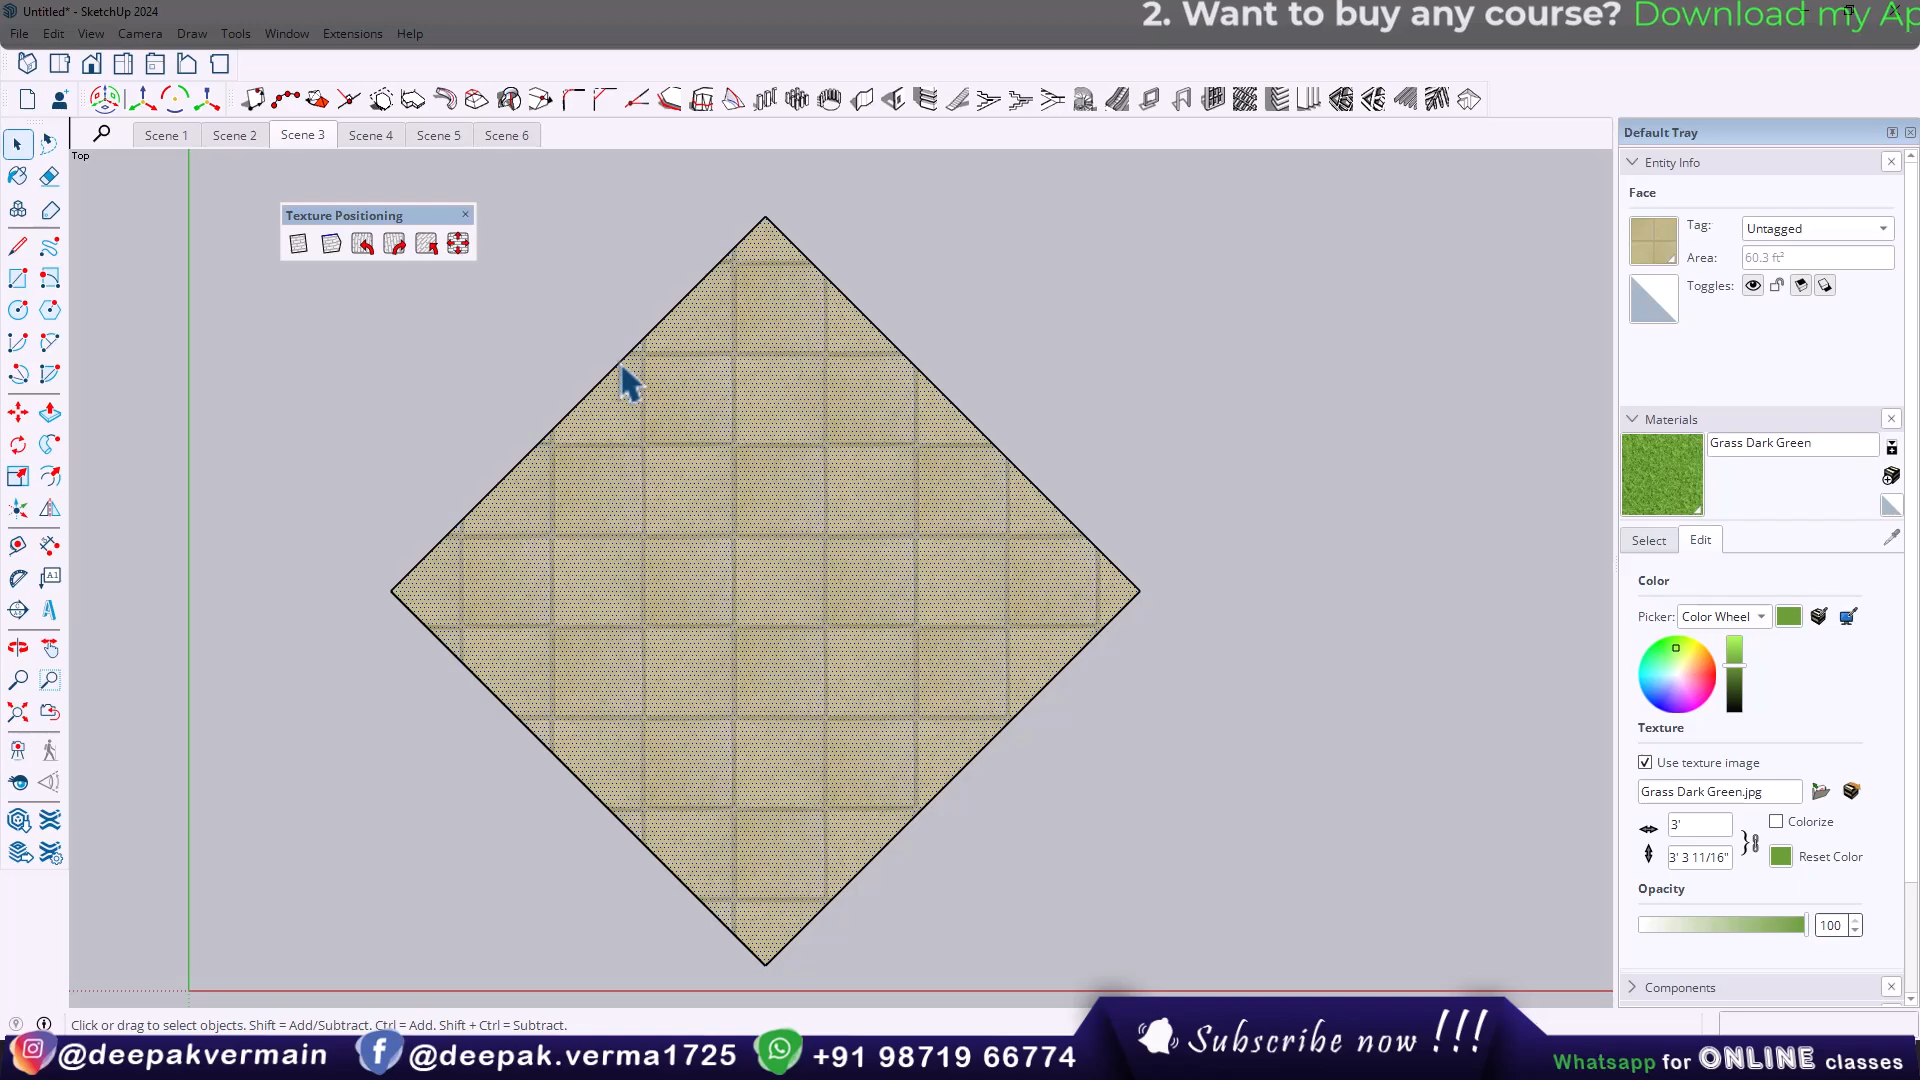 Untitled* - SketchUp 2024
2. Want to buy any course? Download my Ap
File Edit View Camera Draw Tools Window Extensions Help
Scene 1 Scene 2 Scene 3 Scene 4 Scene 5 Scene 6
Top
Texture Positioning
Default Tray
Entity Info
Face
Tag: Untagged
Area: 60.3 ft²
Toggles:
Materials
Grass Dark Green
Select Edit
Color
Picker: Color Wheel
Texture
Use texture image
Grass Dark Green.jpg
3'
Colorize
3' 3 11/16"
Reset Color
Opacity
100
Components
A1
Click or drag to select objects. Shift = Add/Subtract. Ctrl = Add. Shift + Ctrl = Subtract.
@deepakvermain @deepak.verma1725 +91 98719 66774
Subscribe now !!!
Whatsapp for ONLINE classes